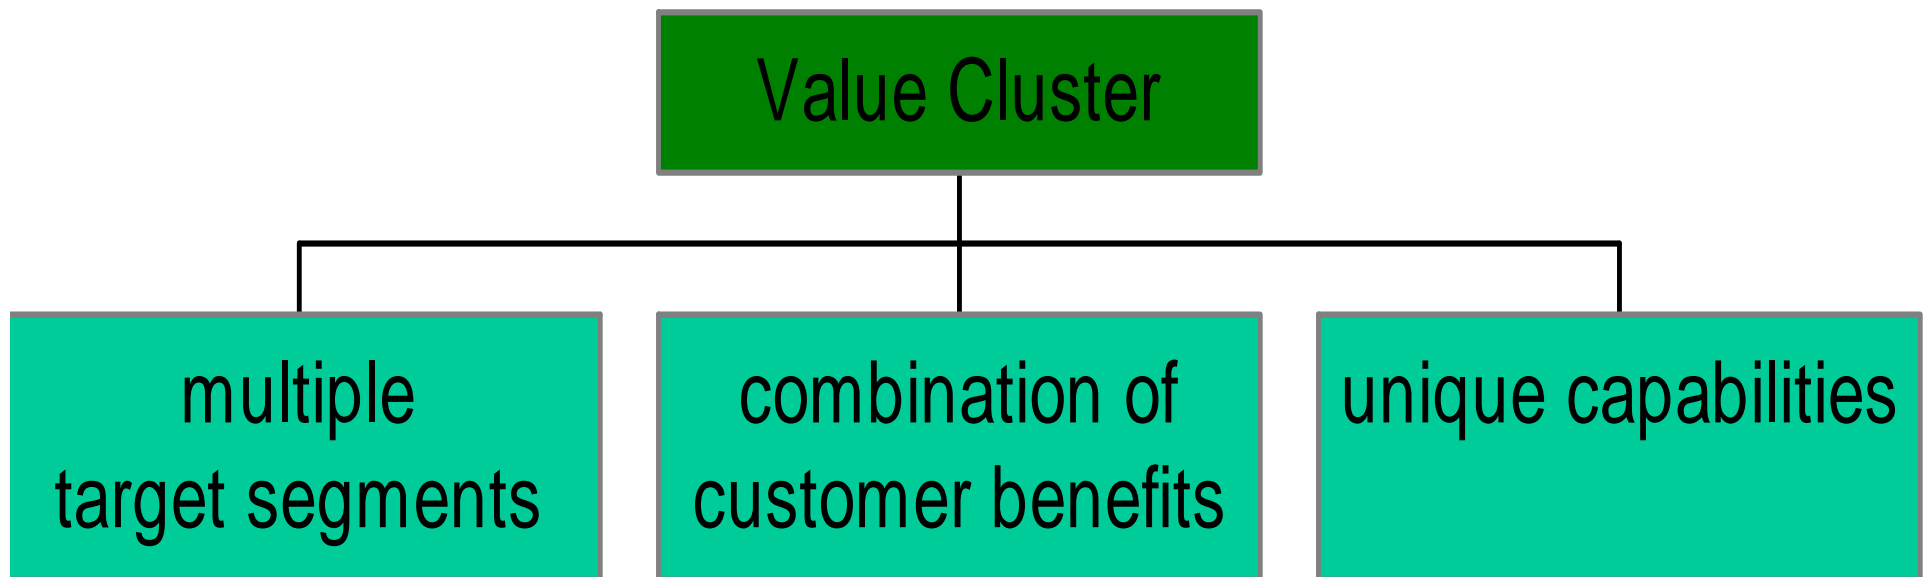 Value Cluster
multiple
target segments
combination of
customer benefits
unique capabilities